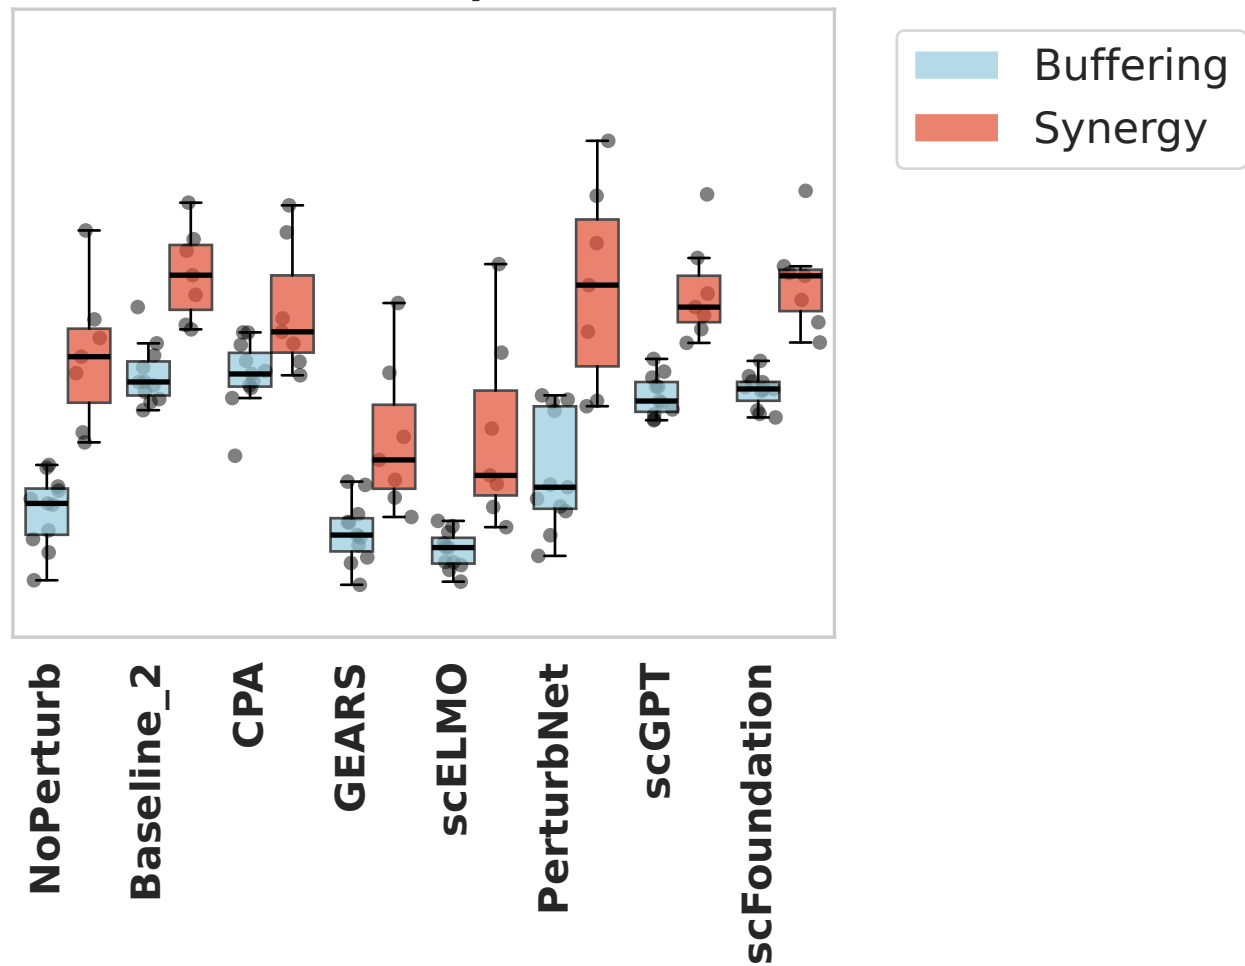 Buffering
Synergy
NoPerturb
Baseline_2
CPA
GEARS
scELMO
PerturbNet
scGPT
scFoundation